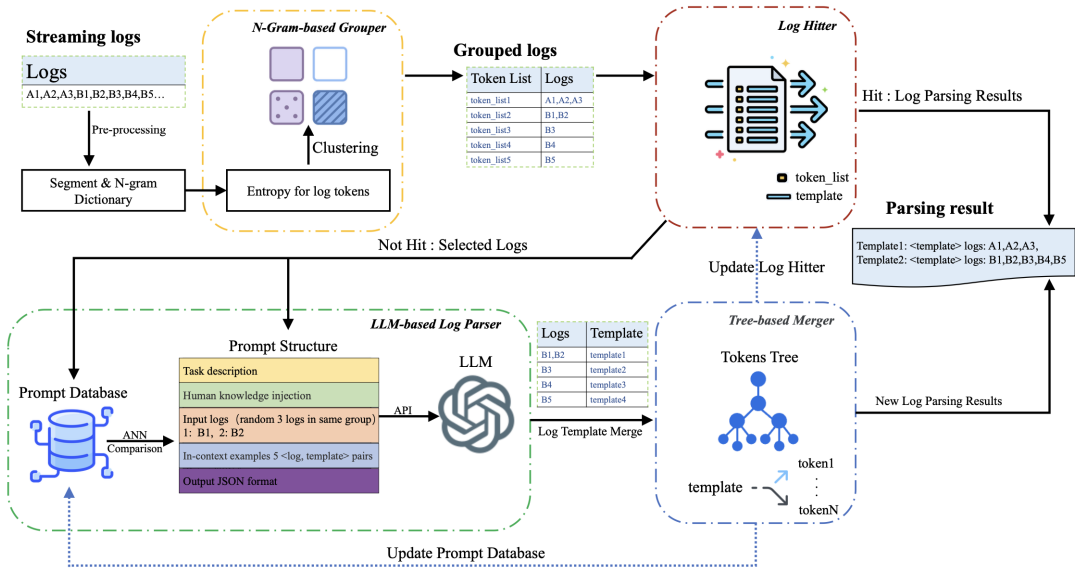 Streaming logs
Logs
A1,A2,A3,B1,B2,B3,B4,B5…
Pre-processing
Segment & N-gram
Dictionary
N-Gram-based Grouper
Clustering
Entropy for log tokens
Grouped logs
Token List Logs
token_list1 A1,A2,A3
token_list2 B1,B2
token_list3 B3
token_list4 B4
token_list5 B5
Log Hitter
token_list
template
Hit : Log Parsing Results
Parsing result
Template1: <template> logs: A1,A2,A3,
Template2: <template> logs: B1,B2,B3,B4,B5
Not Hit : Selected Logs
Update Log Hitter
LLM-based Log Parser
Prompt Database
ANN
Comparison
Prompt Structure
Task description
Human knowledge injection
Input logs (random 3 logs in same group)
1: B1, 2: B2
In-context examples 5 <log, template> pairs
Output JSON format
API
LLM
Logs Template
B1,B2 template1
B3 template2
B4 template3
B5 template4
Log Template Merge
Tree-based Merger
Tokens Tree
template
token1
tokenN
New Log Parsing Results
Update Prompt Database